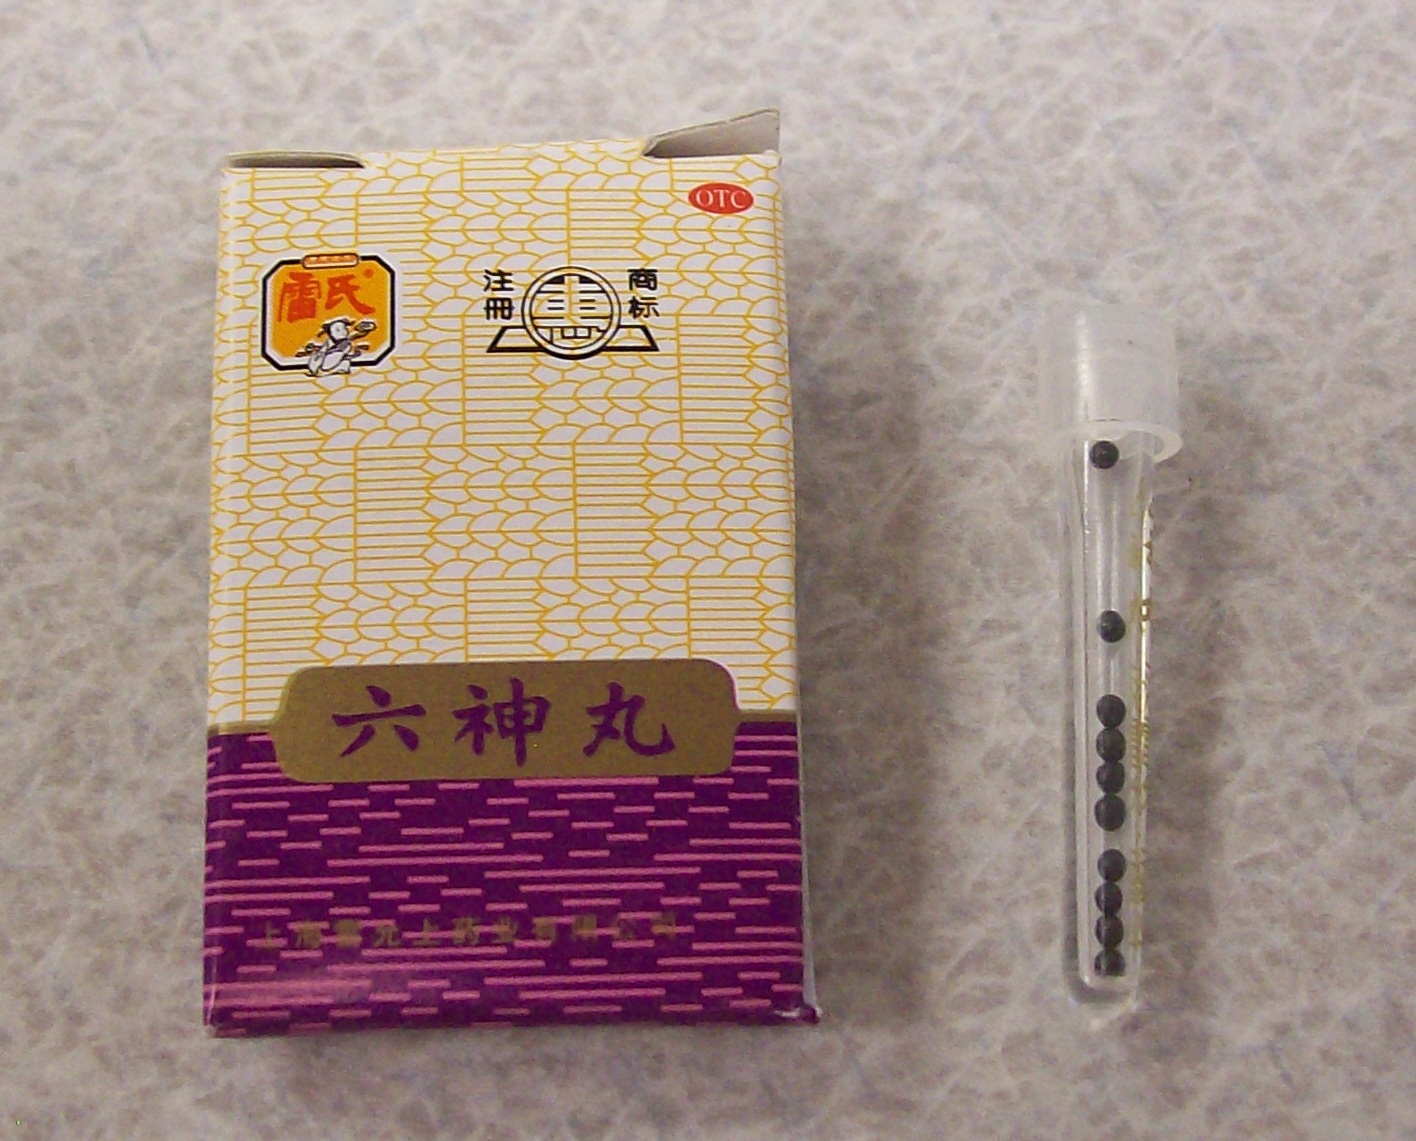 OTC
雷氏®
注册 商标
六神丸
上海雷允上药业有限公司